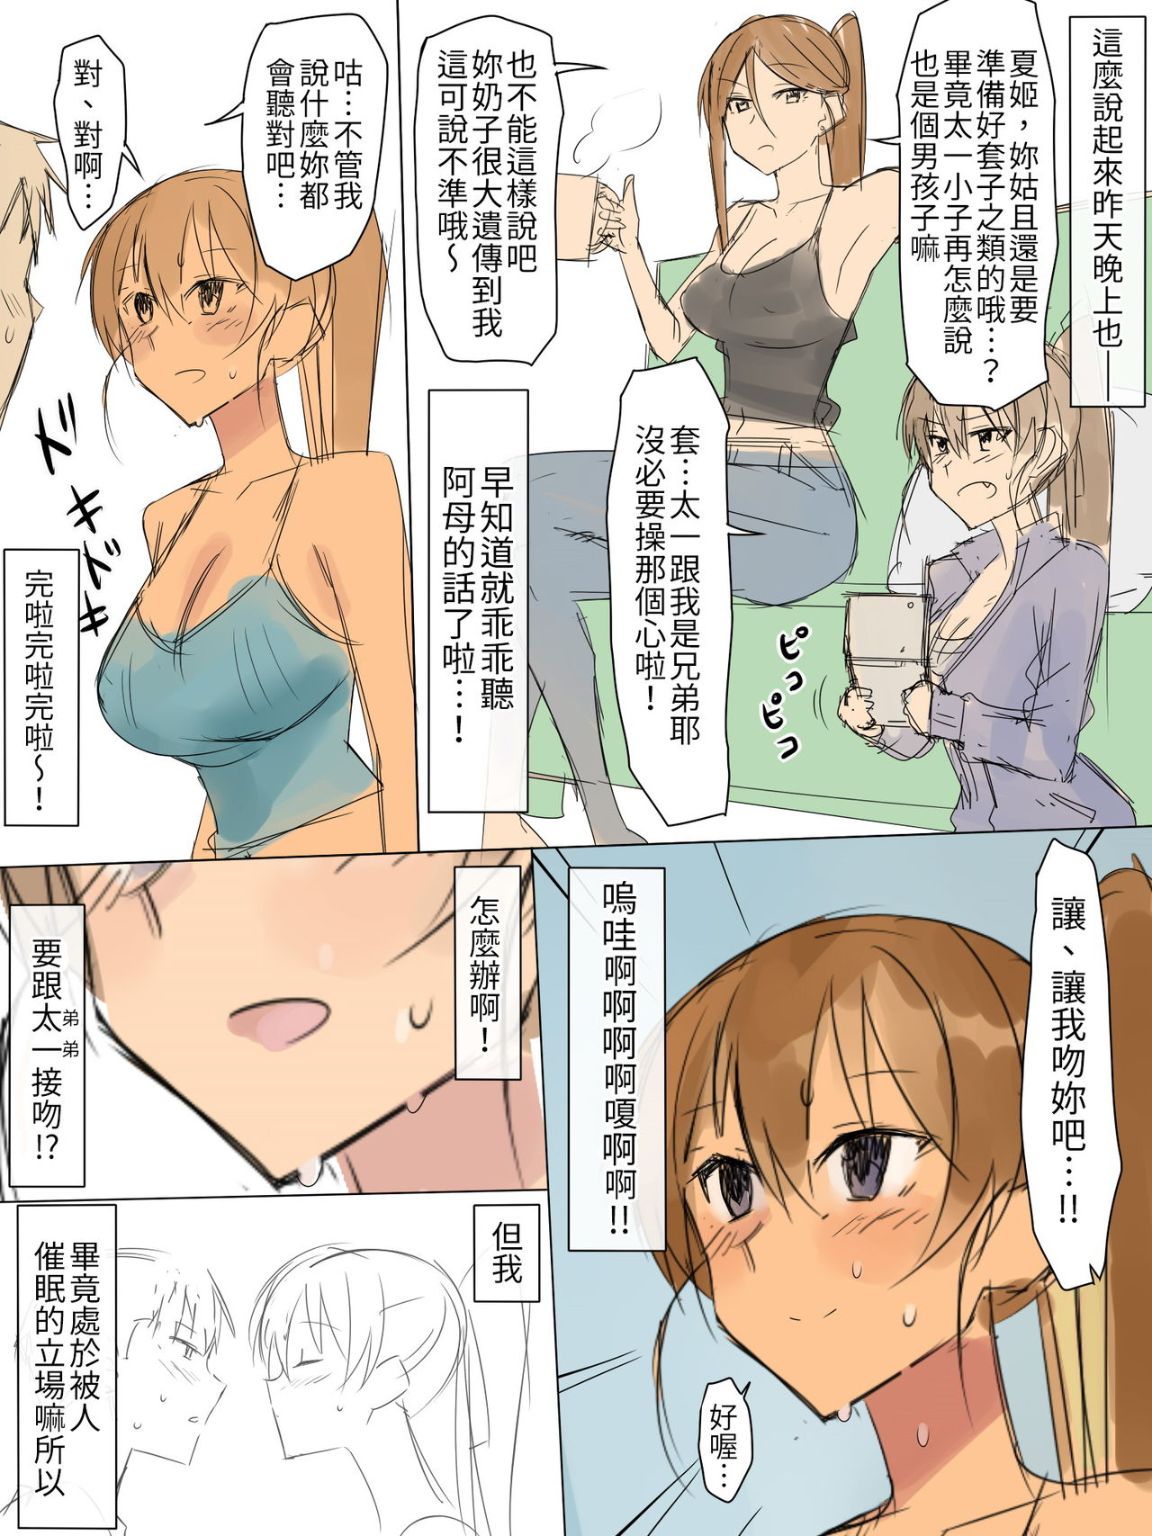 這麼說起來昨天晚上也——
夏姬，妳姑且還是要
準備好套子之類的哦…？
畢竟太一小子再怎麼說
也是個男孩子嘛
套…太一跟我是兄弟耶
沒必要操那個心啦！
ピっピっ
也不能這樣說吧
妳奶子很大遺傳到我
這可說不準哦～
早知道就乖乖聽
阿母的話了啦…！
咕…不管我
說什麼妳都
會聽對吧…
對、對啊…
ドキドキ
完啦完啦完啦～！
讓、讓我吻妳吧…!!
嗚哇啊啊啊啊嗄啊啊!!
好喔…
怎麼辦啊！
要跟太一接吻!?
弟弟
但我
畢竟處於被人
催眠的立場嘛所以